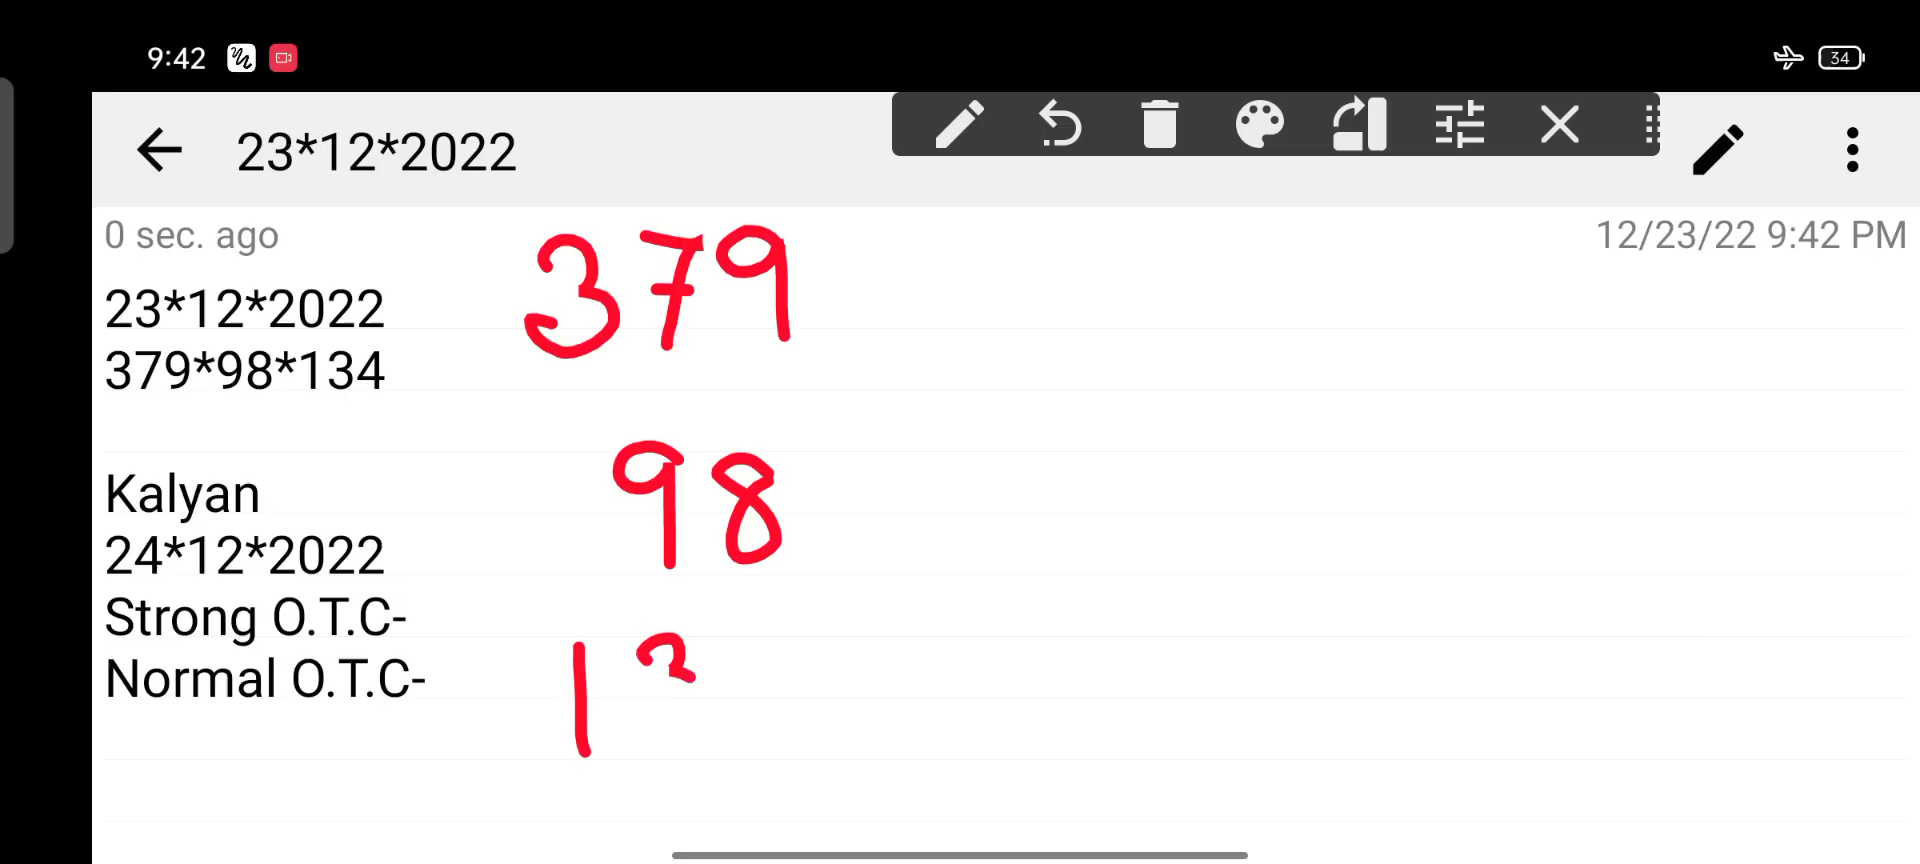 9:42
34
23*12*2022
0 sec. ago
12/23/22 9:42 PM
23*12*2022
379
379*98*134
Kalyan
98
24*12*2022
Strong O.T.C-
Normal O.T.C-
1